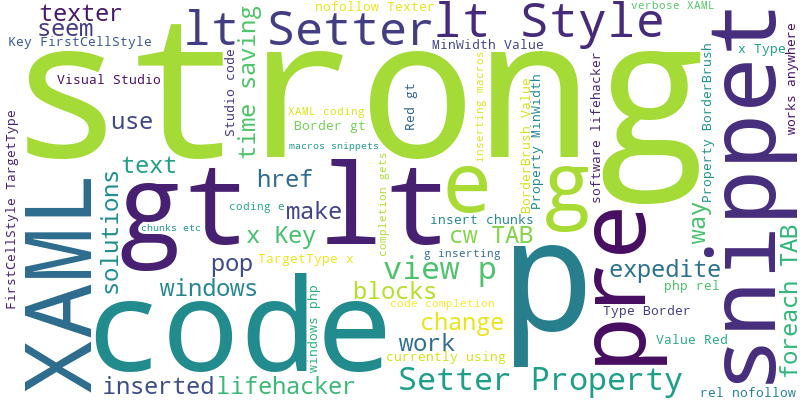 texter
seem
Key FirstCellStyle
Visual Studio
use
text
solutions
XAML
FirstCellStyle TargetType
strong
lt Setter
lt Style
nofollow Texter
verbose XAML
MinWidth Value
Studio code
time saving
XAML coding
Border gt
macros snippets
Red gt
inserting macros
BorderBrush Value
Property MinWidth
software lifehacker
Property BorderBrush
x Type
works anywhere
snippet
gt
lt
e
g
p
pre
code
href
make
coding e
chunks etc
x Key
pop
TargetType x
completion gets
insert chunks
cw TAB
g inserting
view p
way
expedite
php rel
foreach TAB
windows
windows php
blocks
code completion
change
work
currently using
Type Border
Value Red
inserted
lifehacker
Setter Property
rel nofollow